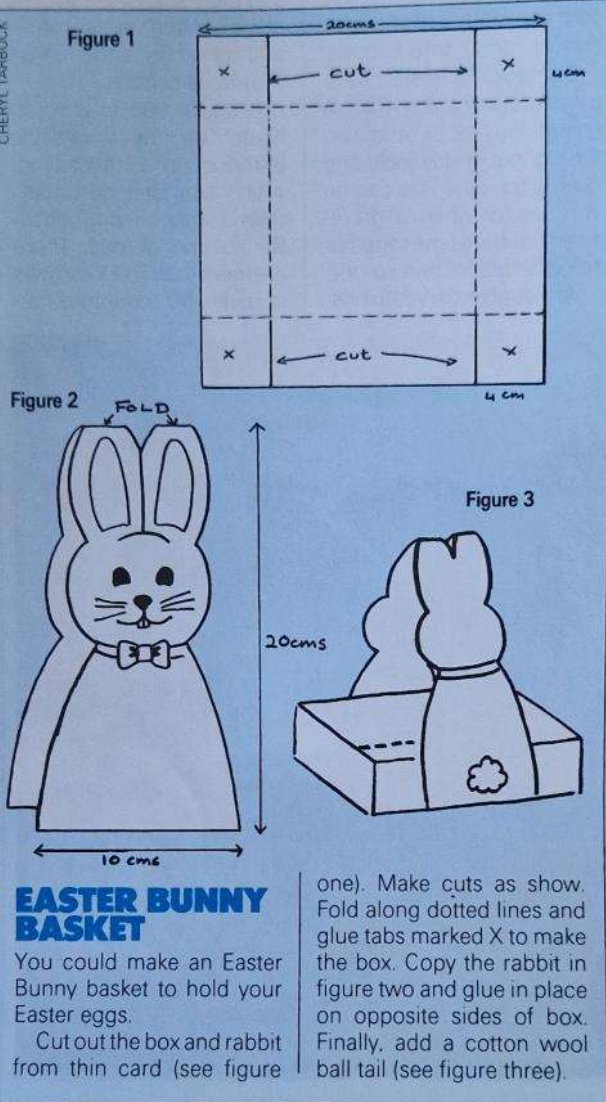 CHERYL TARBUCK
Figure 1
20cms
x
cut
x
4cm
x
cut
x
4 cm
Figure 2
FOLD
20cms
10 cms
Figure 3
EASTER BUNNY
BASKET
You could make an Easter
Bunny basket to hold your
Easter eggs.
Cut out the box and rabbit
from thin card (see figure
one). Make cuts as show.
Fold along dotted lines and
glue tabs marked X to make
the box. Copy the rabbit in
figure two and glue in place
on opposite sides of box.
Finally, add a cotton wool
ball tail (see figure three).